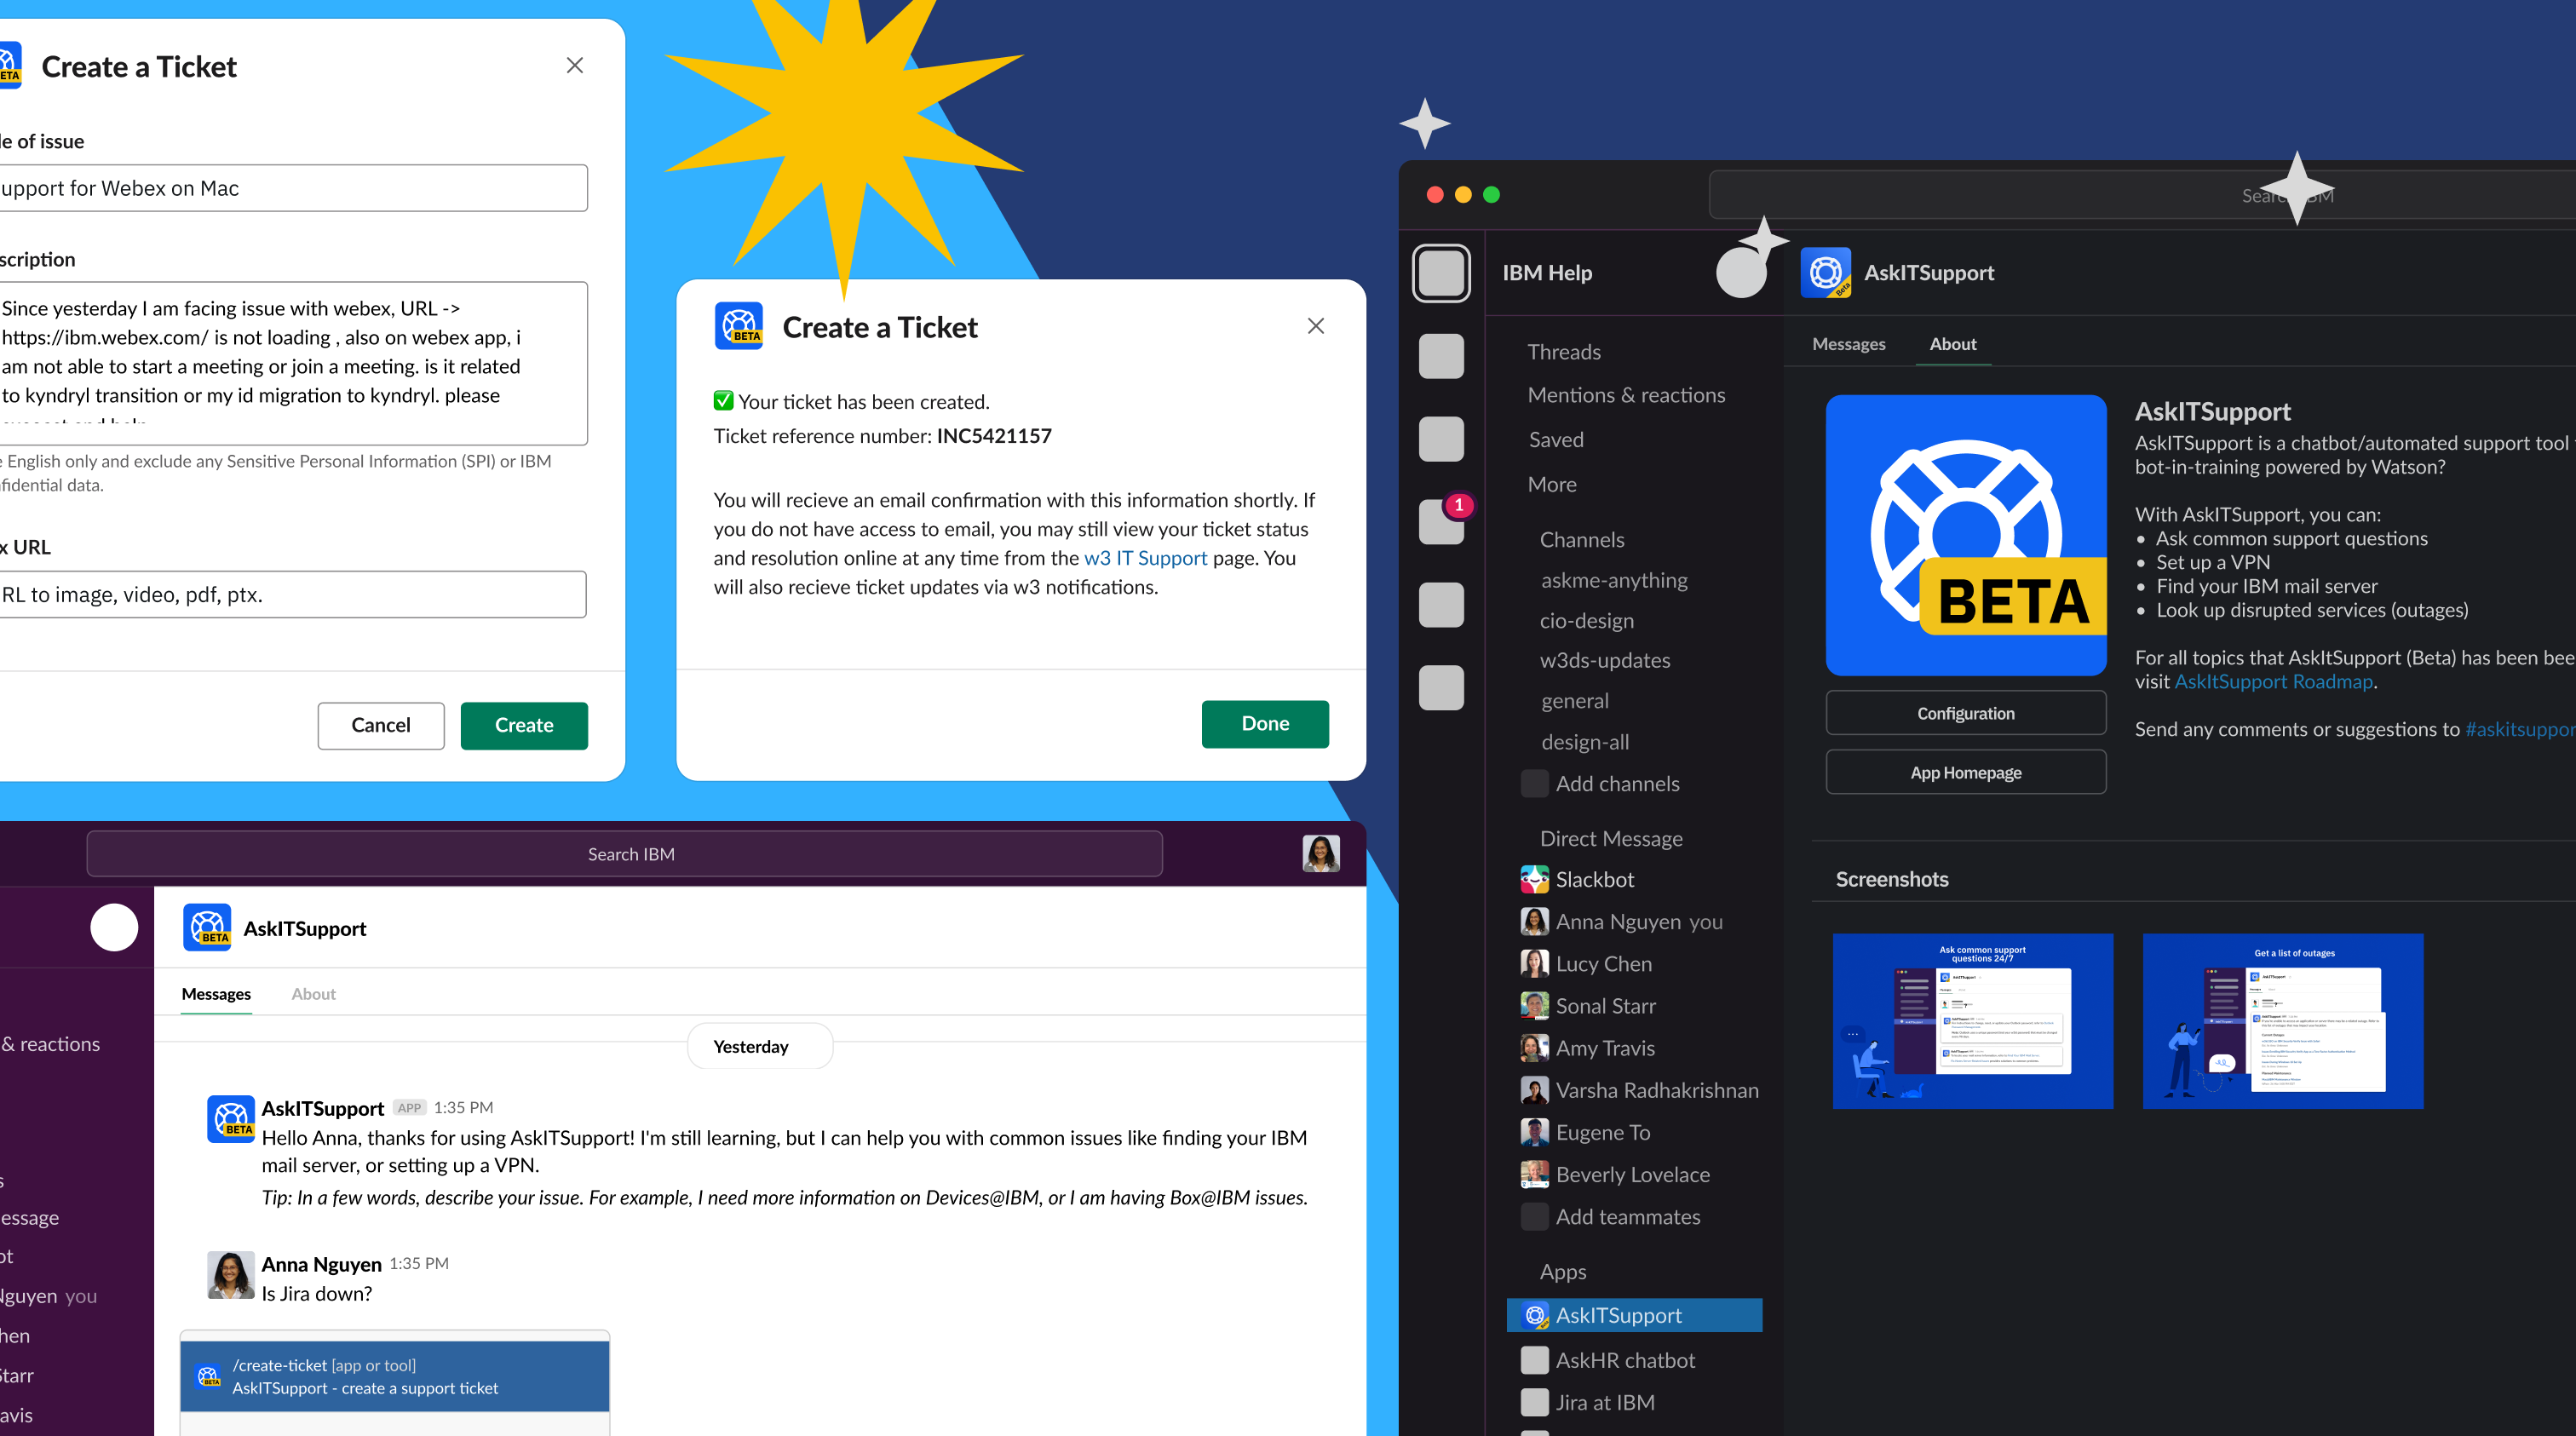 BETA
Create a Ticket
le of issue
upport for Webex on Mac
scription
Since yesterday I am facing issue with webex, URL ->
https://ibm.webex.com/ is not loading , also on webex app, i
am not able to start a meeting or join a meeting. is it related
to kyndryl transition or my id migration to kyndryl. please
e English only and exclude any Sensitive Personal Information (SPI) or IBM
fidential data.
x URL
RL to image, video, pdf, ptx.
Cancel
Create
BETA
Create a Ticket
Your ticket has been created.
Ticket reference number: INC5421157
You will recieve an email confirmation with this information shortly. If
you do not have access to email, you may still view your ticket status
and resolution online at any time from the w3 IT Support page. You
will also recieve ticket updates via w3 notifications.
Done
Search IBM
& reactions
s
essage
ot
Nguyen you
hen
Starr
avis
BETA
AskITSupport
Messages
About
Yesterday
BETA
AskITSupport APP 1:35 PM
Hello Anna, thanks for using AskITSupport! I'm still learning, but I can help you with common issues like finding your IBM
mail server, or setting up a VPN.
Tip: In a few words, describe your issue. For example, I need more information on Devices@IBM, or I am having Box@IBM issues.
Anna Nguyen 1:35 PM
Is Jira down?
BETA
/create-ticket [app or tool]
AskITSupport - create a support ticket
Search IBM
1
IBM Help
Threads
Mentions & reactions
Saved
More
Channels
askme-anything
cio-design
w3ds-updates
general
design-all
Add channels
Direct Message
Slackbot
Anna Nguyen you
Lucy Chen
Sonal Starr
Amy Travis
Varsha Radhakrishnan
Eugene To
Beverly Lovelace
Add teammates
Apps
AskITSupport
AskHR chatbot
Jira at IBM
Beta
AskITSupport
Messages
About
BETA
Configuration
App Homepage
AskITSupport
AskITSupport is a chatbot/automated support tool
bot-in-training powered by Watson?
With AskITSupport, you can:
• Ask common support questions
• Set up a VPN
• Find your IBM mail server
• Look up disrupted services (outages)
For all topics that AskItSupport (Beta) has been bee
visit AskItSupport Roadmap.
Send any comments or suggestions to #askitsuppor
Screenshots
Ask common support
questions 24/7
Get a list of outages